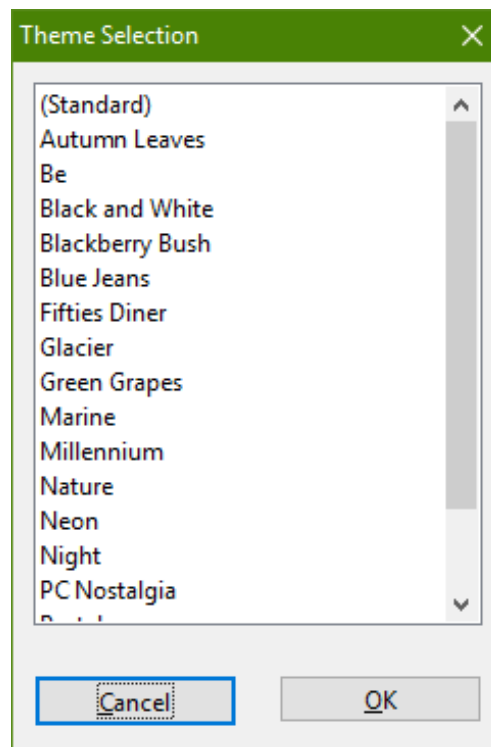 Theme Selection
(Standard)
Autumn Leaves
Be
Black and White
Blackberry Bush
Blue Jeans
Fifties Diner
Glacier
Green Grapes
Marine
Millennium
Nature
Neon
Night
PC Nostalgia
Cancel
OK